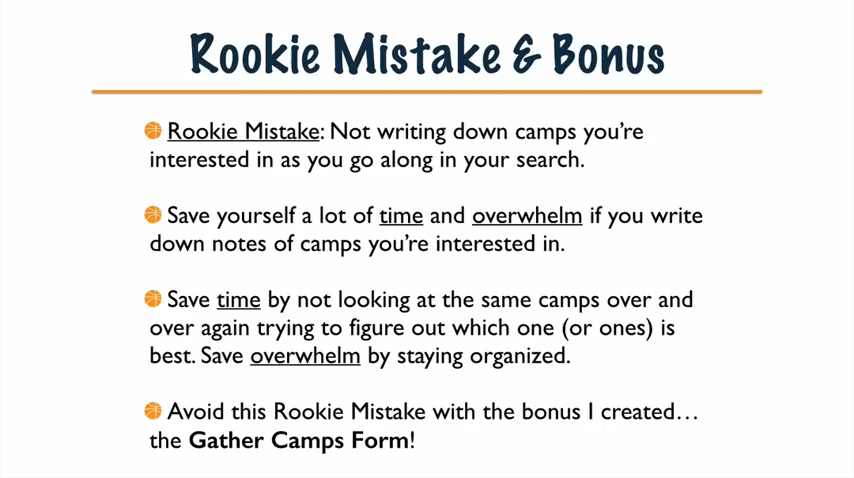 Rookie Mistake & Bonus
Rookie Mistake: Not writing down camps you’re
interested in as you go along in your search.
Save yourself a lot of time and overwhelm if you write
down notes of camps you’re interested in.
Save time by not looking at the same camps over and
over again trying to figure out which one (or ones) is
best. Save overwhelm by staying organized.
Avoid this Rookie Mistake with the bonus I created…
the Gather Camps Form!